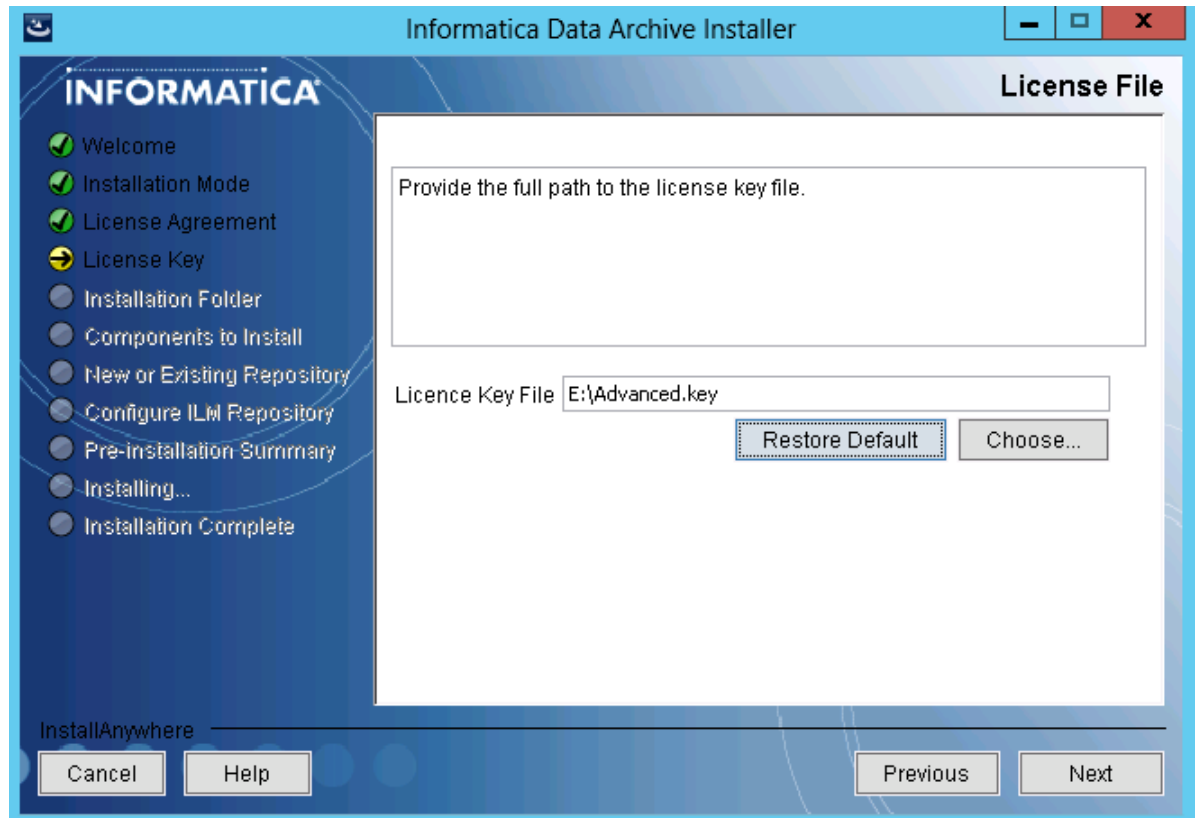 Informatica Data Archive Installer
X
INFORMATICA
License File
Welcome
Installation Mode
License Agreement
License Key
Installation Folder
Components to Install
New or Existing Repository
Configure ILM Repository
Pre-installation Summary
Installing...
Installation Complete
Provide the full path to the license key file.
Licence Key File E:\Advanced.key
Restore Default Choose...
InstallAnywhere
Cancel Help Previous Next